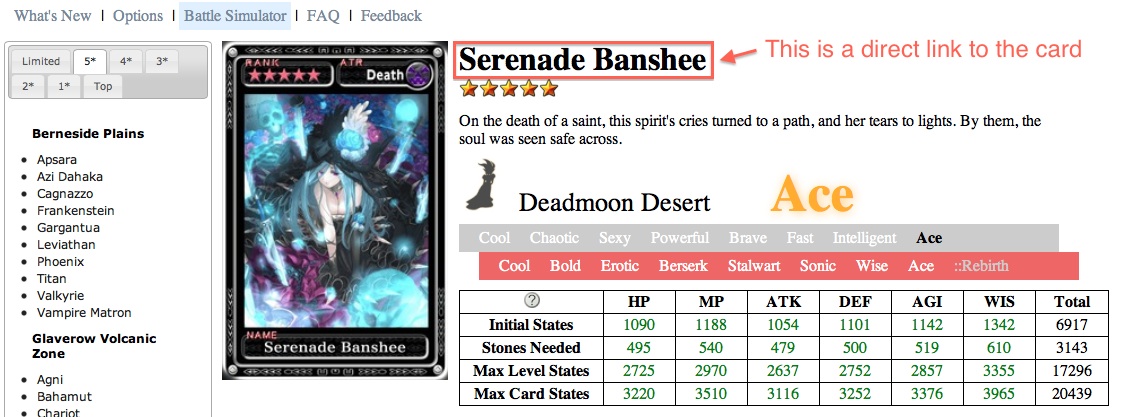 What's New | Options | Battle Simulator | FAQ | Feedback
Limited 5* 4* 3*
2* 1* Top
Berneside Plains
Apsara
Azi Dahaka
Cagnazzo
Frankenstein
Gargantua
Leviathan
Phoenix
Titan
Valkyrie
Vampire Matron
Glaverow Volcanic
Zone
Agni
Bahamut
Chariot
RANK ATR
Death
NAME
Serenade Banshee
Serenade Banshee
This is a direct link to the card
On the death of a saint, this spirit's cries turned to a path, and her tears to lights. By them, the
soul was seen safe across.
Deadmoon Desert Ace
Cool Chaotic Sexy Powerful Brave Fast Intelligent Ace
Cool Bold Erotic Berserk Stalwart Sonic Wise Ace ::Rebirth
? HP MP ATK DEF AGI WIS Total
Initial States 1090 1188 1054 1101 1142 1342 6917
Stones Needed 495 540 479 500 519 610 3143
Max Level States 2725 2970 2637 2752 2857 3355 17296
Max Card States 3220 3510 3116 3252 3376 3965 20439